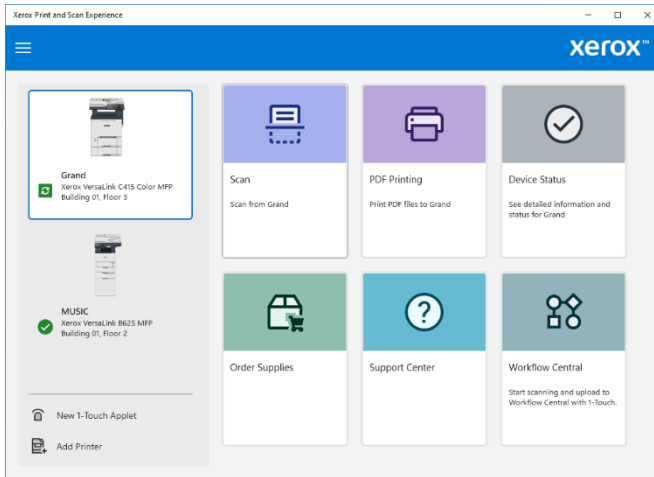 Xerox Print and Scan Experience
xerox™
Grand
Xerox VersaLink C415 Color MFP
Building 01, Floor 3
MUSIC
Xerox VersaLink B625 MFP
Building 01, Floor 2
New 1-Touch Applet
Add Printer
Scan
Scan from Grand
PDF Printing
Print PDF files to Grand
Device Status
See detailed information and
status for Grand
Order Supplies
Support Center
Workflow Central
Start scanning and upload to
Workflow Central with 1-Touch.